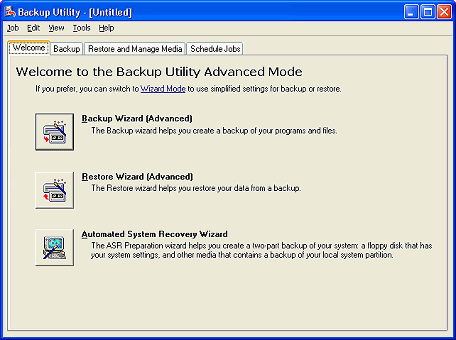 Backup Utility - [Untitled]
Job Edit View Tools Help
Welcome Backup Restore and Manage Media Schedule Jobs
Welcome to the Backup Utility Advanced Mode
If you prefer, you can switch to Wizard Mode to use simplified settings for backup or restore.
Backup Wizard (Advanced)
The Backup wizard helps you create a backup of your programs and files.
Restore Wizard (Advanced)
The Restore wizard helps you restore your data from a backup.
Automated System Recovery Wizard
The ASR Preparation wizard helps you create a two-part backup of your system: a floppy disk that has
your system settings, and other media that contains a backup of your local system partition.